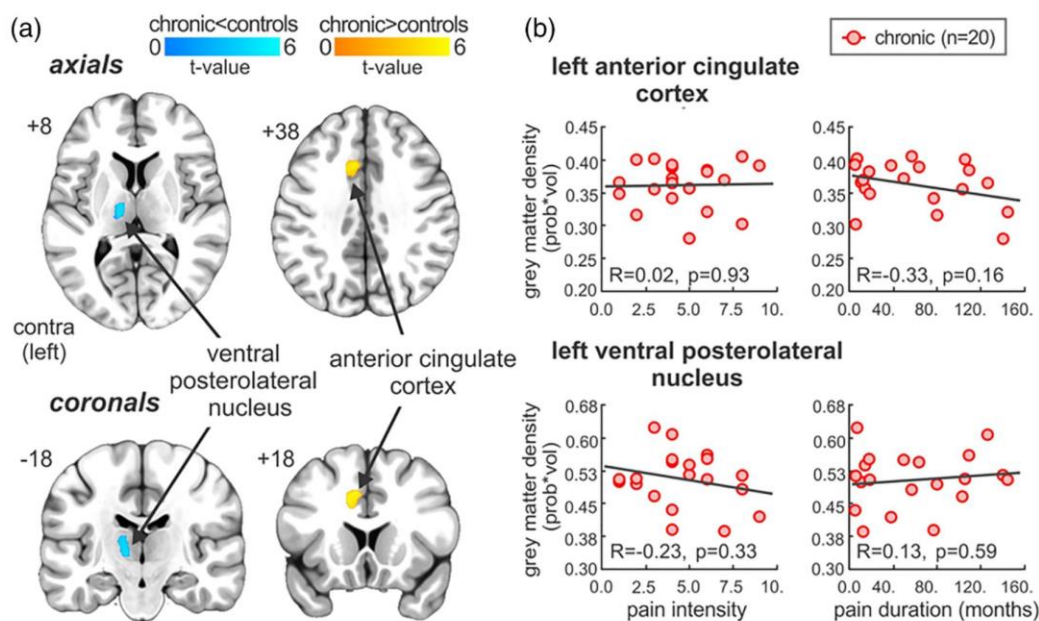 (a)
chronic<controls
0 6
t-value
chronic>controls
0 6
t-value
axials
+8
+38
contra
(left)
ventral
posterolateral
nucleus
anterior cingulate
cortex
coronals
-18
+18
(b)
chronic (n=20)
left anterior cingulate
cortex
grey matter density
(prob*vol)
0.45
0.40
0.35
0.30
0.25
0.20
R=0.02, p=0.93
0.0 2.5 5.0 7.5 10.
0.45
0.40
0.35
0.30
0.25
0.20
R=-0.33, p=0.16
0.0 40. 80. 120. 160.
left ventral posterolateral
nucleus
grey matter density
(prob*vol)
0.68
0.60
0.53
0.45
0.38
0.30
R=-0.23, p=0.33
0.0 2.5 5.0 7.5 10.
pain intensity
0.68
0.60
0.53
0.45
0.38
0.30
R=0.13, p=0.59
0.0 40. 80. 120. 160.
pain duration (months)